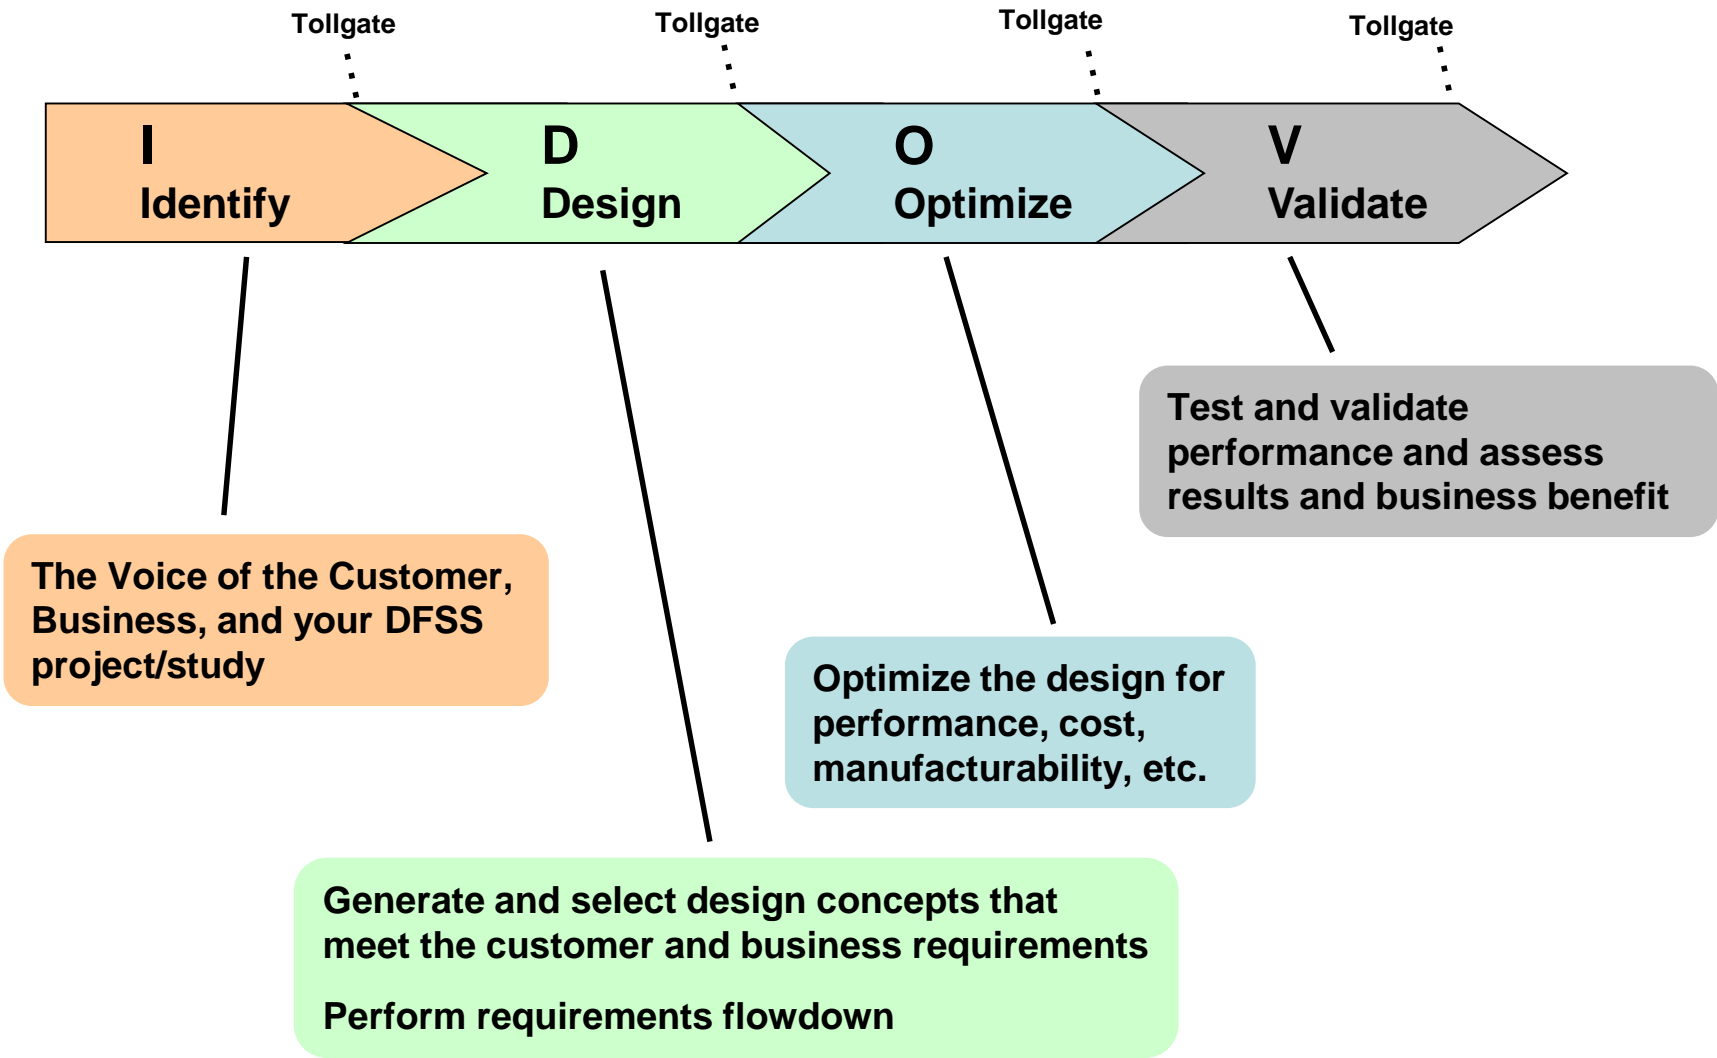 Tollgate
Tollgate
Tollgate
Tollgate
I
Identify
D
Design
O
Optimize
V
Validate
Test and validate
performance and assess
results and business benefit
The Voice of the Customer,
Business, and your DFSS
project/study
Optimize the design for
performance, cost,
manufacturability, etc.
Generate and select design concepts that
meet the customer and business requirements
Perform requirements flowdown